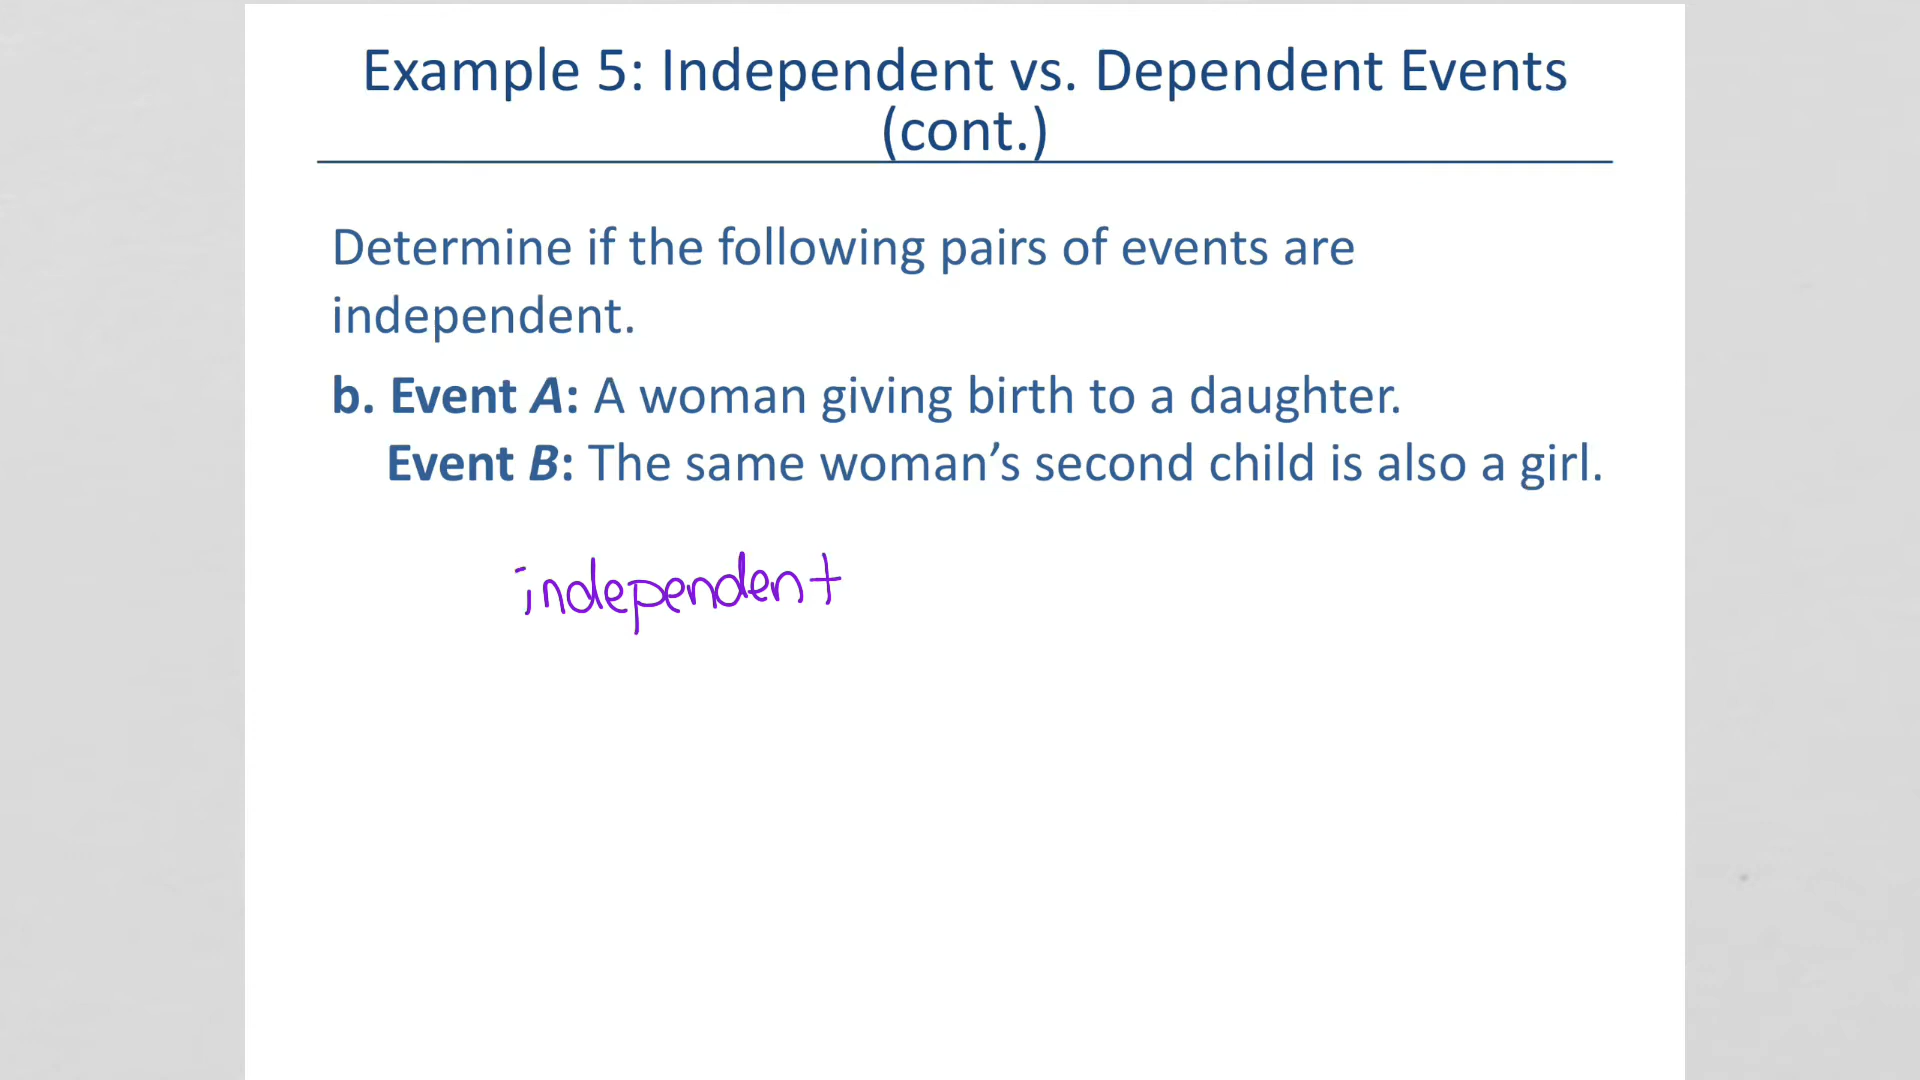 Example 5: Independent vs. Dependent Events
(cont.)
Determine if the following pairs of events are
independent.
b. Event A: A woman giving birth to a daughter.
Event B: The same woman’s second child is also a girl.
independent